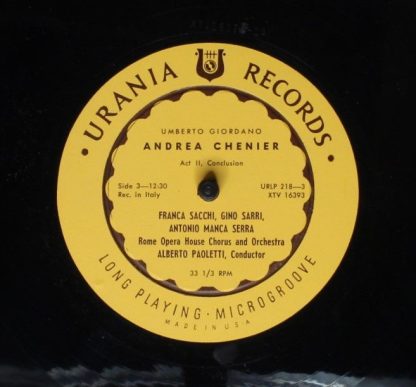 URANIA RECORDS
UMBERTO GIORDANO
ANDREA CHENIER
Act II, Conclusion
Side 3—12:30
Rec. in Italy
URLP 218—3
XTV 16393
FRANCA SACCHI, GINO SARRI,
ANTONIO MANCA SERRA
Rome Opera House Chorus and Orchestra
ALBERTO PAOLETTI, Conductor
33 1/3 RPM
LONG PLAYING · MICROGROOVE
MADE IN U.S.A